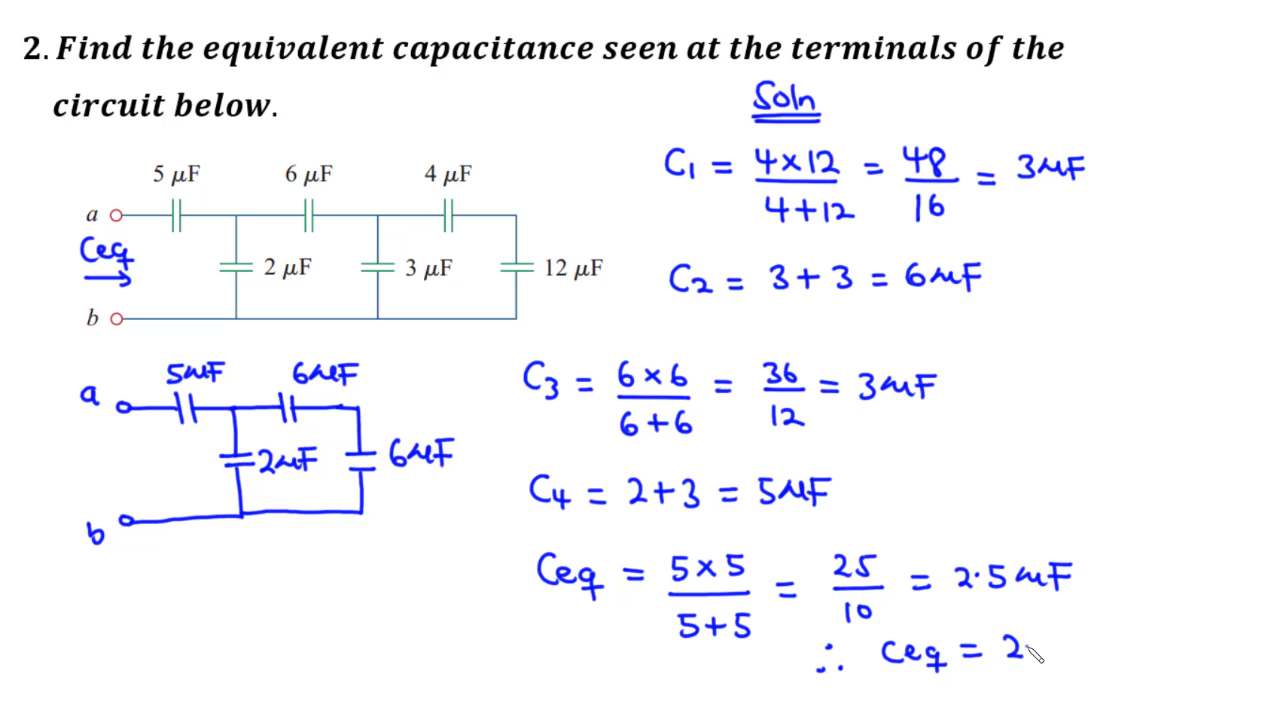 2. Find the equivalent capacitance seen at the terminals of the
circuit below.
Soln
5 μF 6 μF 4 μF
a
Ceq
2 μF 3 μF 12 μF
b
C1 = 4×12 / 4+12 = 48 / 16 = 3μF
C2 = 3+3 = 6μF
5μF 6μF
a
2μF 6μF
b
C3 = 6×6 / 6+6 = 36 / 12 = 3μF
C4 = 2+3 = 5μF
Ceq = 5×5 / 5+5 = 25 / 10 = 2.5μF
∴ Ceq = 2